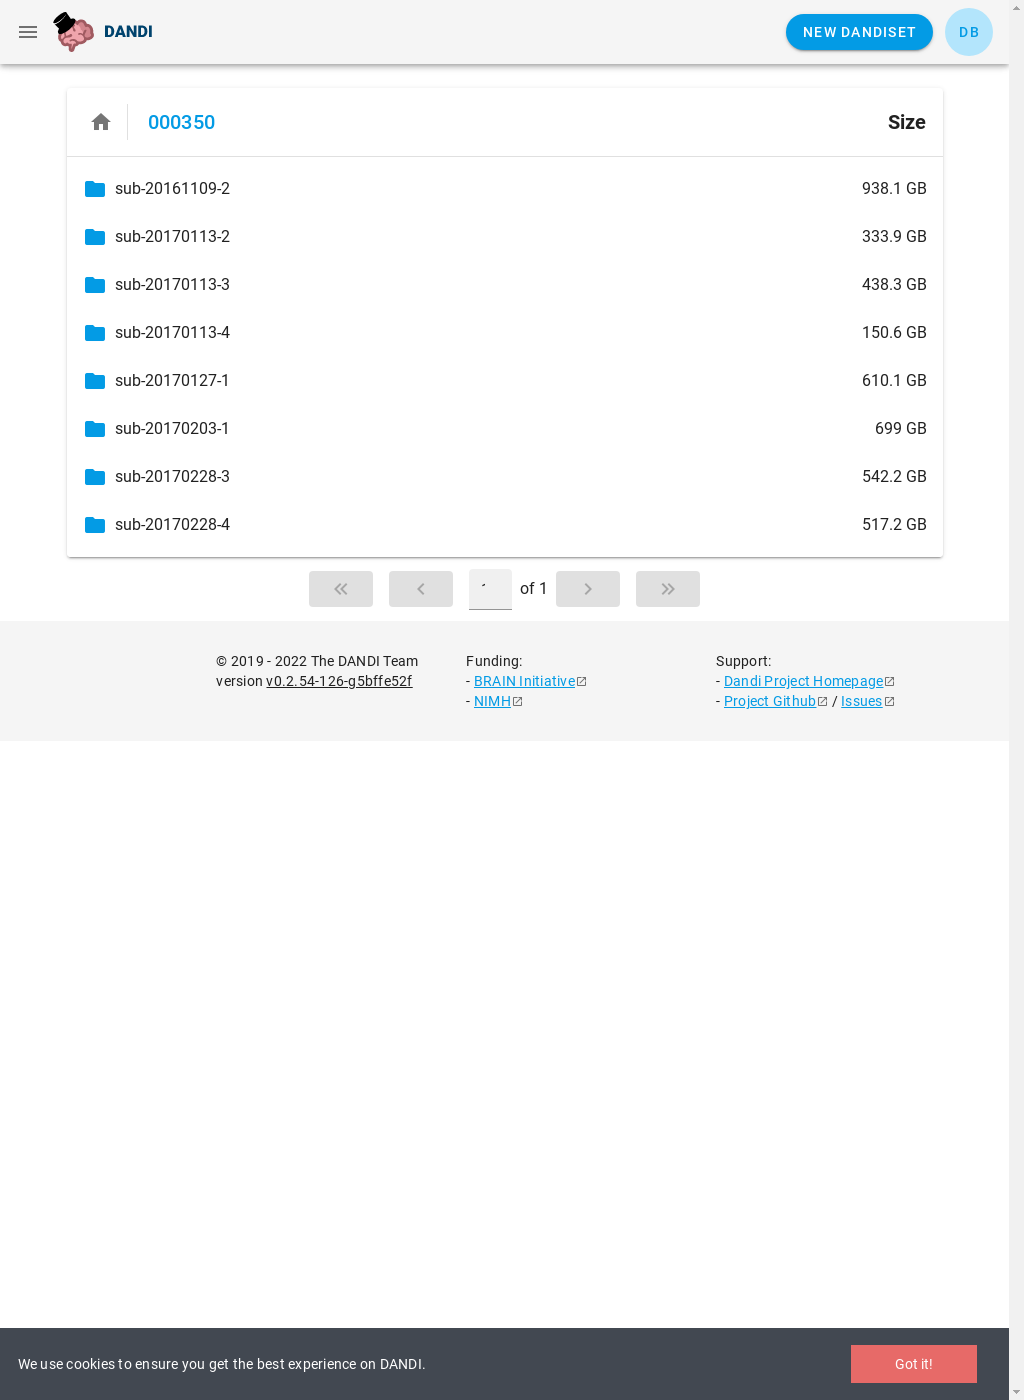 DANDI
NEW DANDISET
DB
000350
Size
sub-20161109-2 938.1 GB
sub-20170113-2 333.9 GB
sub-20170113-3 438.3 GB
sub-20170113-4 150.6 GB
sub-20170127-1 610.1 GB
sub-20170203-1 699 GB
sub-20170228-3 542.2 GB
sub-20170228-4 517.2 GB
of 1
© 2019 - 2022 The DANDI Team
version v0.2.54-126-g5bffe52f
Funding:
- BRAIN Initiative
- NIMH
Support:
- Dandi Project Homepage
- Project Github / Issues
We use cookies to ensure you get the best experience on DANDI.
Got it!